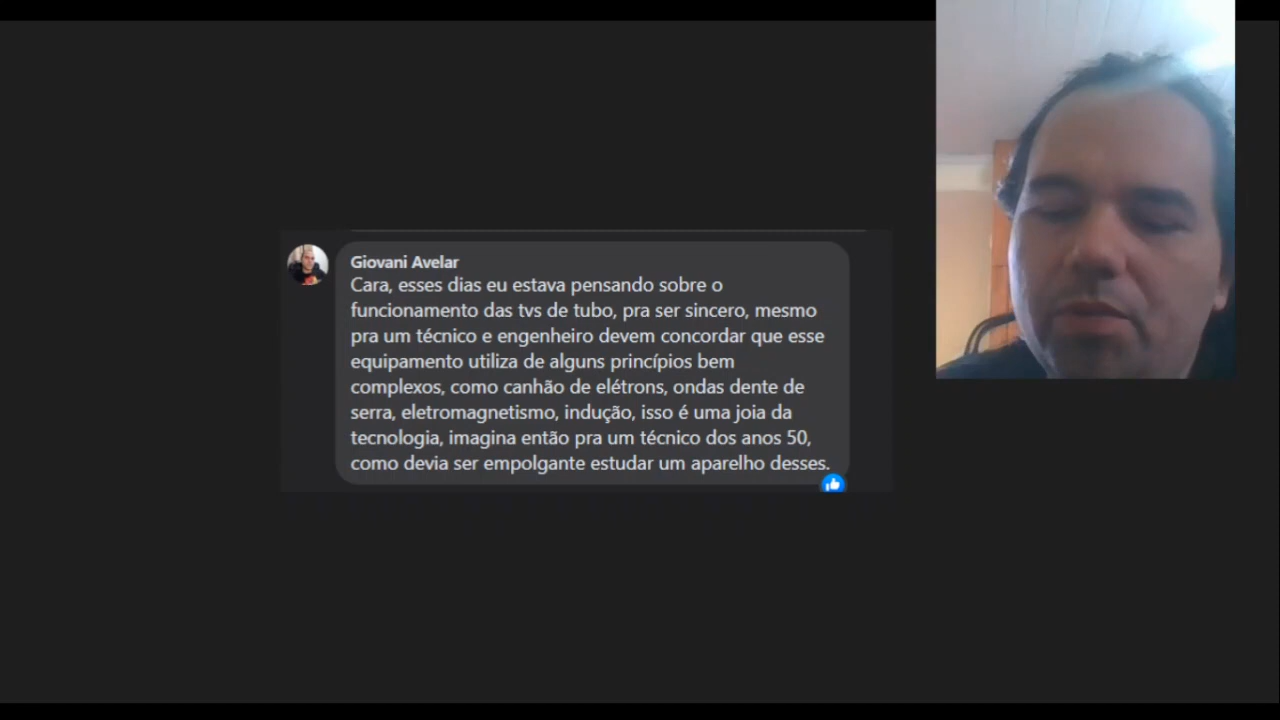 Giovani Avelar
Cara, esses dias eu estava pensando sobre o
funcionamento das tvs de tubo, pra ser sincero, mesmo
pra um técnico e engenheiro devem concordar que esse
equipamento utiliza de alguns princípios bem
complexos, como canhão de elétrons, ondas dente de
serra, eletromagnetismo, indução, isso é uma joia da
tecnologia, imagina então pra um técnico dos anos 50,
como devia ser empolgante estudar um aparelho desses.